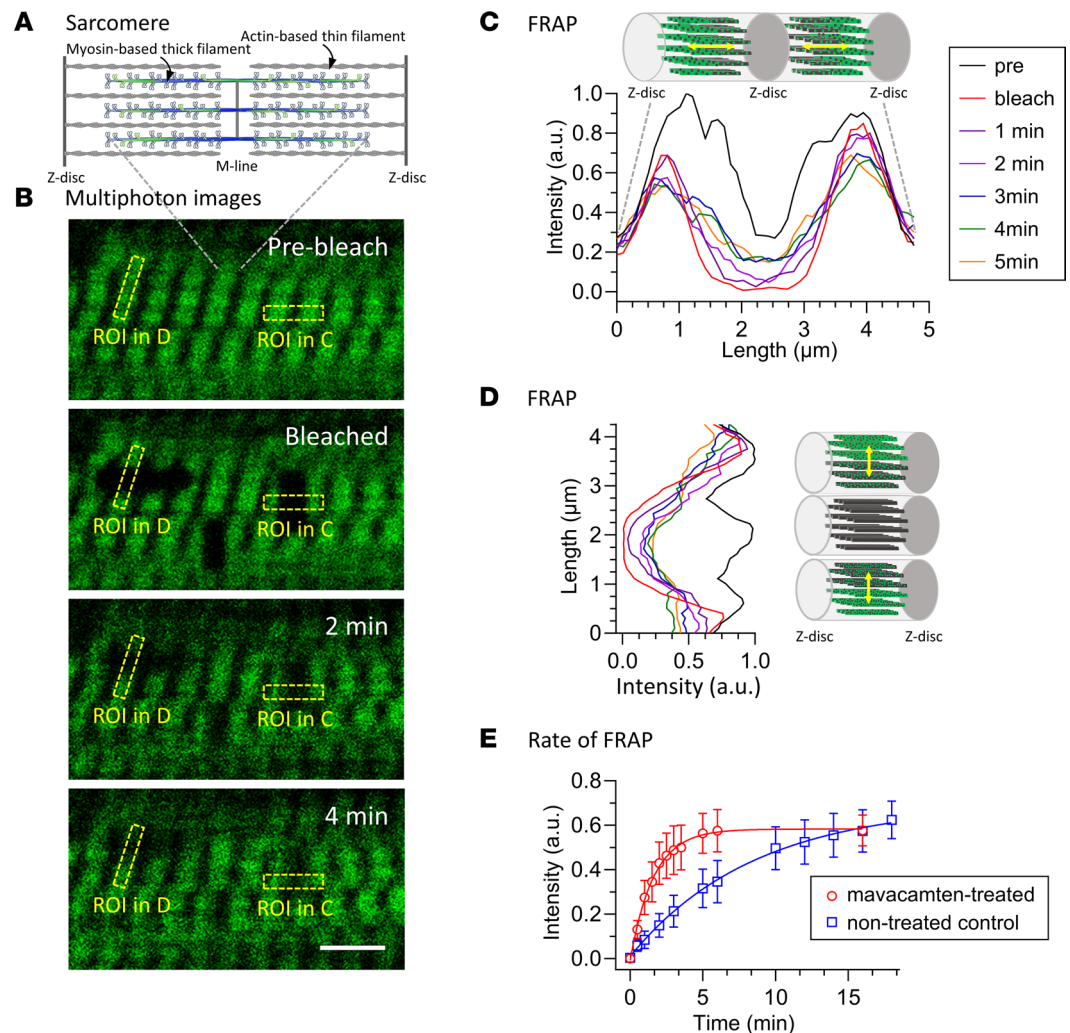 A Sarcomere
Myosin-based thick filament
Actin-based thin filament
M-line
Z-disc
Z-disc
B Multiphoton images
Pre-bleach
ROI in D
ROI in C
Bleached
ROI in D
ROI in C
2 min
ROI in D
ROI in C
4 min
ROI in D
ROI in C
C FRAP
Z-disc
Z-disc
Z-disc
Intensity (a.u.)
1.0
0.8
0.6
0.4
0.2
0.0
0
1
2
3
4
5
Length (µm)
pre
bleach
1 min
2 min
3min
4min
5min
D FRAP
Length (µm)
4
3
2
1
0
0.0
0.5
1.0
Intensity (a.u.)
Z-disc
Z-disc
E Rate of FRAP
Intensity (a.u.)
0.8
0.6
0.4
0.2
0.0
0
5
10
15
Time (min)
mavacamten-treated
non-treated control